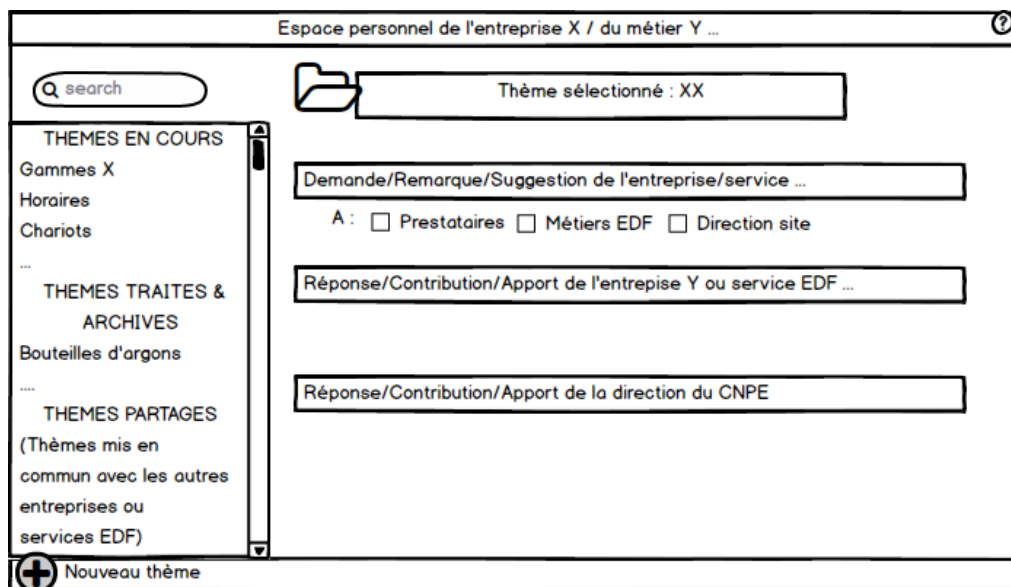 Espace personnel de l'entreprise X / du métier Y ...
?
search
THEMES EN COURS
Gammes X
Horaires
Chariots
...
THEMES TRAITES &
ARCHIVES
Bouteilles d'argons
....
THEMES PARTAGES
(Thèmes mis en
commun avec les autres
entreprises ou
services EDF)
Nouveau thème
Thème sélectionné : XX
Demande/Remarque/Suggestion de l'entreprise/service ...
A : Prestataires Métiers EDF Direction site
Réponse/Contribution/Apport de l'entrepise Y ou service EDF ...
Réponse/Contribution/Apport de la direction du CNPE